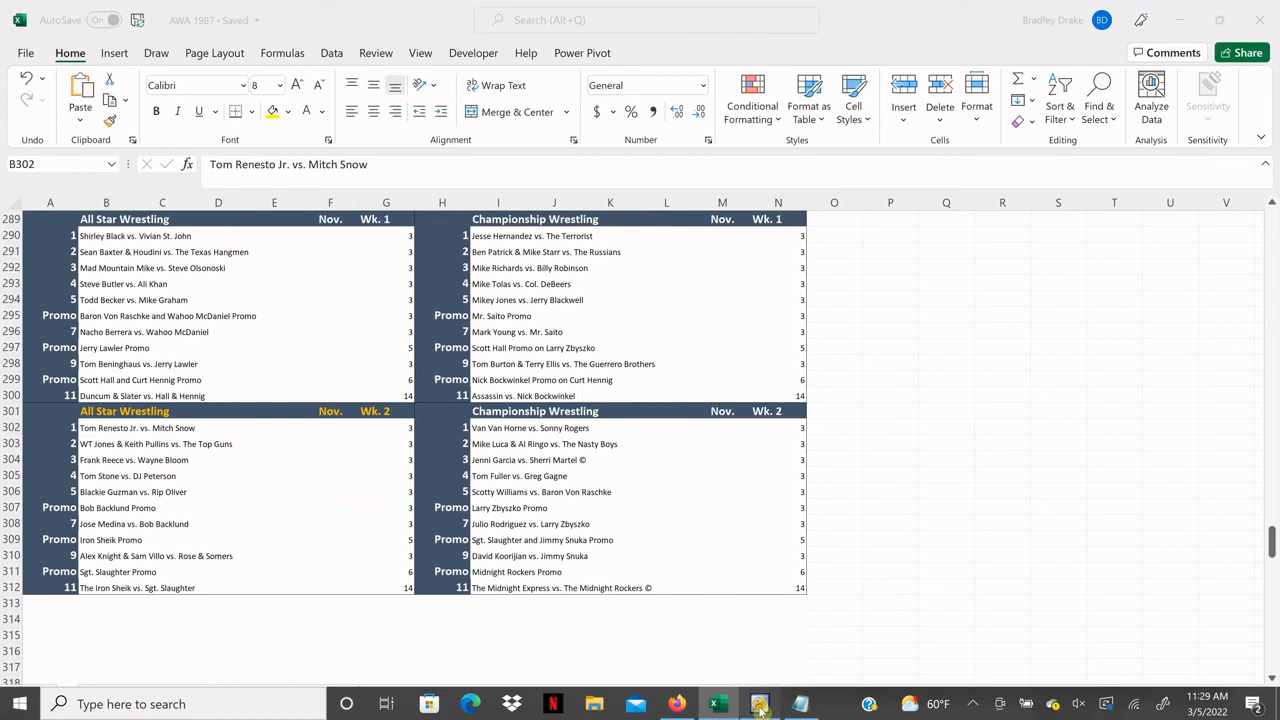 AutoSave On AWA 1987 • Saved Search (Alt+Q) Bradley Drake BD
File Home Insert Draw Page Layout Formulas Data Review View Developer Help Power Pivot Comments Share
Calibri 8 Wrap Text General
Paste Merge & Center Conditional Formatting Format as Table Cell Styles Insert Delete Format Sort & Filter Find & Select Analyze Data Sensitivity
Undo Clipboard Font Alignment Number Styles Cells Editing Analysis Sensitivity
B302 fx Tom Renesto Jr. vs. Mitch Snow
A B C D E F G H I J K L M N O P Q R S T U V
289 All Star Wrestling Nov. Wk. 1 Championship Wrestling Nov. Wk. 1
290 1 Shirley Black vs. Vivian St. John 3 1 Jesse Hernandez vs. The Terrorist 3
291 2 Sean Baxter & Houdini vs. The Texas Hangmen 3 2 Ben Patrick & Mike Starr vs. The Russians 3
292 3 Mad Mountain Mike vs. Steve Olsonoski 3 3 Mike Richards vs. Billy Robinson 3
293 4 Steve Butler vs. Ali Khan 3 4 Mike Tolas vs. Col. DeBeers 3
294 5 Todd Becker vs. Mike Graham 3 5 Mikey Jones vs. Jerry Blackwell 3
295 Promo Baron Von Raschke and Wahoo McDaniel Promo 3 Promo Mr. Saito Promo 3
296 7 Nacho Berrera vs. Wahoo McDaniel 3 7 Mark Young vs. Mr. Saito 3
297 Promo Jerry Lawler Promo 5 Promo Scott Hall Promo on Larry Zbyszko 5
298 9 Tom Beninghaus vs. Jerry Lawler 3 9 Tom Burton & Terry Ellis vs. The Guerrero Brothers 3
299 Promo Scott Hall and Curt Hennig Promo 6 Promo Nick Bockwinkel Promo on Curt Hennig 6
300 11 Duncum & Slater vs. Hall & Hennig 14 11 Assassin vs. Nick Bockwinkel 14
301 All Star Wrestling Nov. Wk. 2 Championship Wrestling Nov. Wk. 2
302 1 Tom Renesto Jr. vs. Mitch Snow 3 1 Van Van Horne vs. Sonny Rogers 3
303 2 WT Jones & Keith Pullins vs. The Top Guns 3 2 Mike Luca & Al Ringo vs. The Nasty Boys 3
304 3 Frank Reece vs. Wayne Bloom 3 3 Jenni Garcia vs. Sherri Martel © 3
305 4 Tom Stone vs. DJ Peterson 3 4 Tom Fuller vs. Greg Gagne 3
306 5 Blackie Guzman vs. Rip Oliver 3 5 Scotty Williams vs. Baron Von Raschke 3
307 Promo Bob Backlund Promo 3 Promo Larry Zbyszko Promo 3
308 7 Jose Medina vs. Bob Backlund 3 7 Julio Rodriguez vs. Larry Zbyszko 3
309 Promo Iron Sheik Promo 5 Promo Sgt. Slaughter and Jimmy Snuka Promo 5
310 9 Alex Knight & Sam Villo vs. Rose & Somers 3 9 David Koorijian vs. Jimmy Snuka 3
311 Promo Sgt. Slaughter Promo 6 Promo Midnight Rockers Promo 6
312 11 The Iron Sheik vs. Sgt. Slaughter 14 11 The Midnight Express vs. The Midnight Rockers © 14
313
314
315
316
317
Type here to search 60°F 11:29 AM
3/5/2022 2